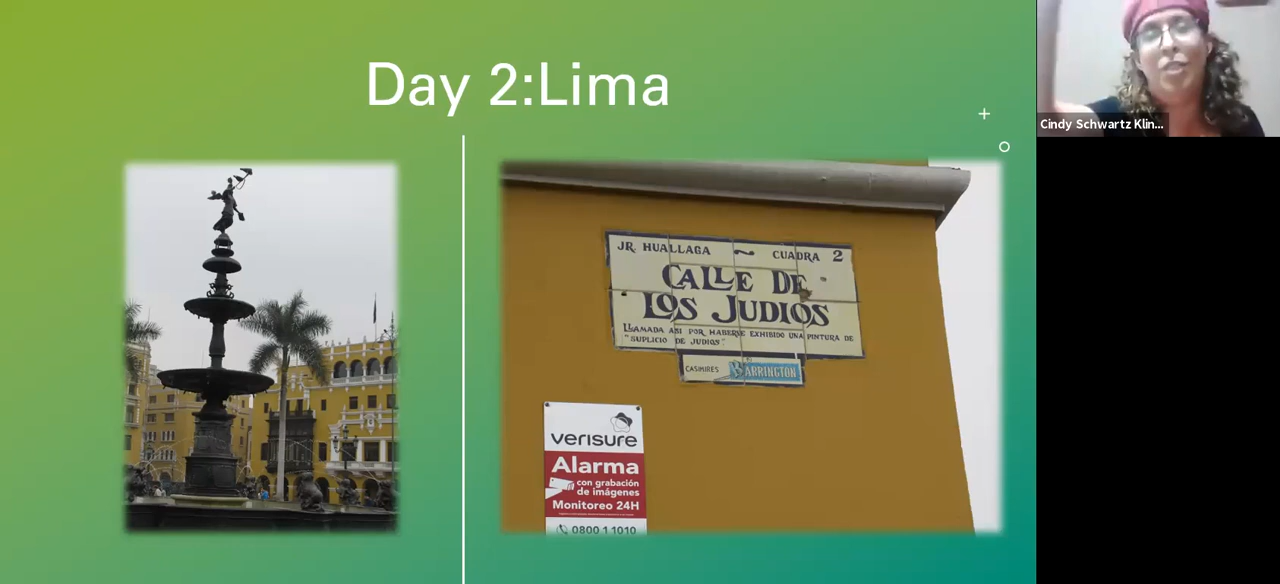 Day 2:Lima
JR. HUALLAGA ~ CUADRA 2
CALLE DE
LOS JUDIOS
LLAMADA ASI POR HABERSE EXHIBIDO UNA PINTURA DE
"SUPLICIO DE JUDIOS".
CASIMIRES BARRINGTON
verisure
Alarma
con grabación
de imágenes
Monitoreo 24H
0800 1 1010
Cindy Schwartz Klin...